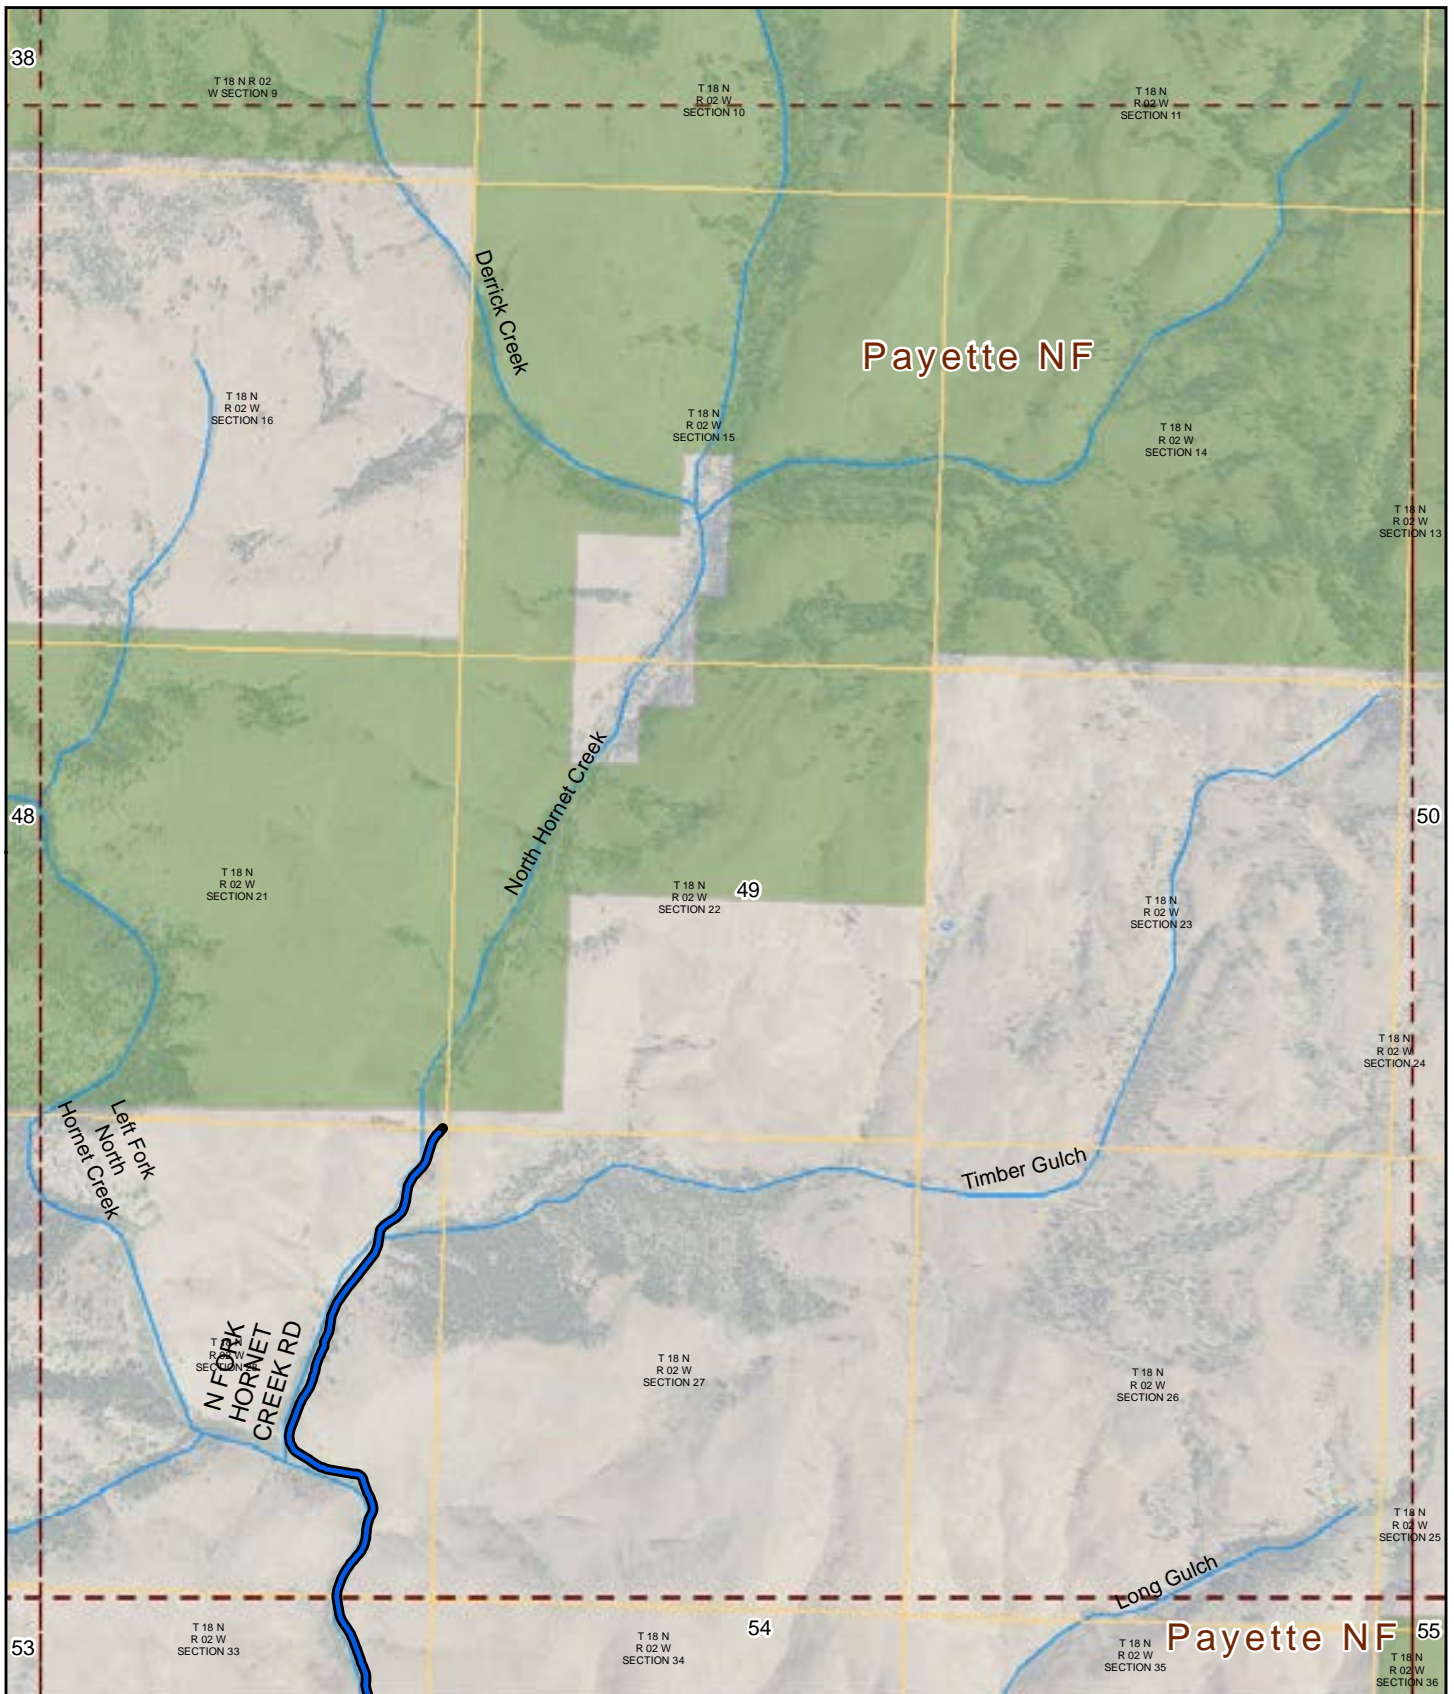 38
T 18 N R 02
W SECTION 9
T 18 N
R 02 W
SECTION 10
T 18 N
R 02 W
SECTION 11
Derrick Creek
Payette NF
T 18 N
R 02 W
SECTION 16
T 18 N
R 02 W
SECTION 15
T 18 N
R 02 W
SECTION 14
T 18 N
R 02 W
SECTION 13
North Hornet Creek
48
50
T 18 N
R 02 W
SECTION 21
T 18 N
R 02 W
SECTION 22
49
T 18 N
R 02 W
SECTION 23
T 18 N
R 02 W
SECTION 24
Left Fork
North
Hornet Creek
Timber Gulch
N FORK
HORNET
CREEK RD
T 18 N
R 02 W
SECTION 28
T 18 N
R 02 W
SECTION 27
T 18 N
R 02 W
SECTION 26
T 18 N
R 02 W
SECTION 25
Long Gulch
53
T 18 N
R 02 W
SECTION 33
T 18 N
R 02 W
SECTION 34
54
T 18 N
R 02 W
SECTION 35
Payette NF
55
T 18 N
R 02 W
SECTION 36